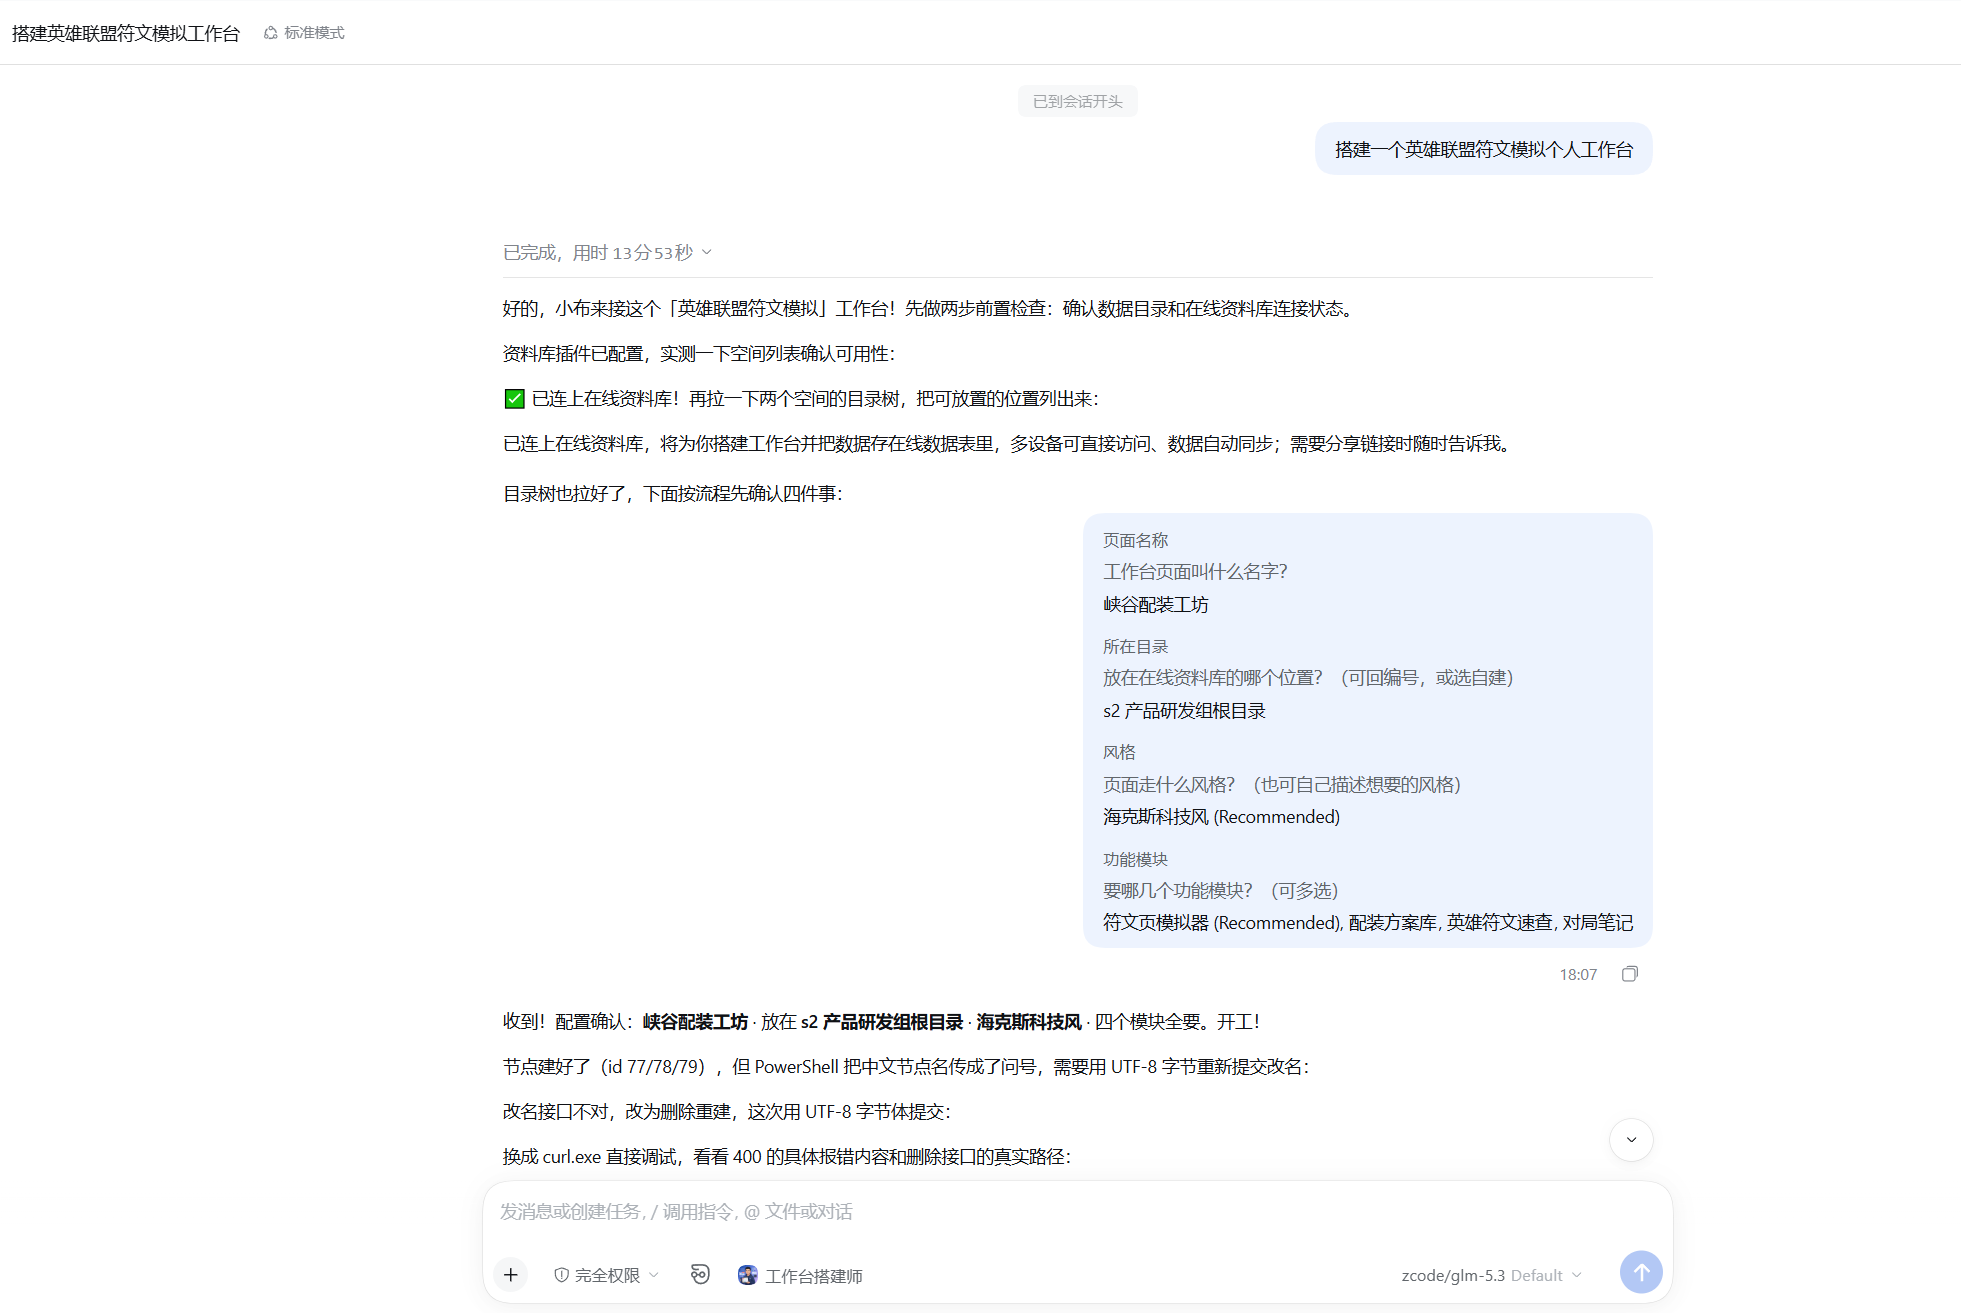 搭建英雄联盟符文模拟工作台 标准模式
已到会话开头
搭建一个英雄联盟符文模拟个人工作台
已完成，用时 13分53秒
好的，小布来接这个「英雄联盟符文模拟」工作台！先做两步前置检查：确认数据目录和在线资料库连接状态。
资料库插件已配置，实测一下空间列表确认可用性：
✅ 已连上在线资料库！再拉一下两个空间的目录树，把可放置的位置列出来：
已连上在线资料库，将为你搭建工作台并把数据存在线数据表里，多设备可直接访问、数据自动同步；需要分享链接时随时告诉我。
目录树也拉好了，下面按流程先确认四件事：
页面名称
工作台页面叫什么名字？
峡谷配装工坊
所在目录
放在在线资料库的哪个位置？（可回编号，或选自建）
s2 产品研发组根目录
风格
页面走什么风格？（也可自己描述想要的风格）
海克斯科技风 (Recommended)
功能模块
要哪几个功能模块？（可多选）
符文页模拟器 (Recommended), 配装方案库, 英雄符文速查, 对局笔记
18:07
收到！配置确认：峡谷配装工坊 · 放在 s2 产品研发组根目录 · 海克斯科技风 · 四个模块全要。开工！
节点建好了（id 77/78/79），但 PowerShell 把中文节点名传成了问号，需要用 UTF-8 字节重新提交改名：
改名接口不对，改为删除重建，这次用 UTF-8 字节体提交：
换成 curl.exe 直接调试，看看 400 的具体报错内容和删除接口的真实路径：
发消息或创建任务, / 调用指令, @ 文件或对话
完全权限 工作台搭建师 zcode/glm-5.3 Default